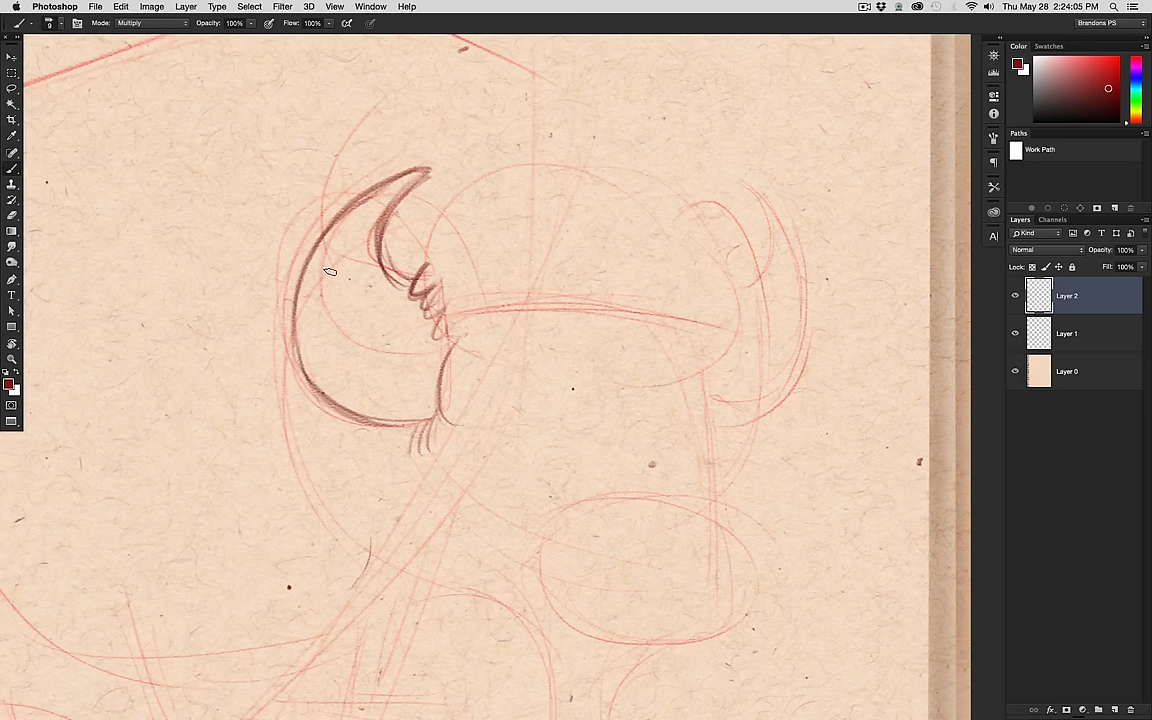 Photoshop File Edit Image Layer Type Select Filter 3D View Window Help Thu May 28 2:24:05 PM
9 Mode: Multiply Opacity: 100% Flow: 100% Brandons PS
Color Swatches
Paths
Work Path
Layers Channels
Kind
Normal Opacity: 100%
Lock: Fill: 100%
Layer 2
Layer 1
Layer 0